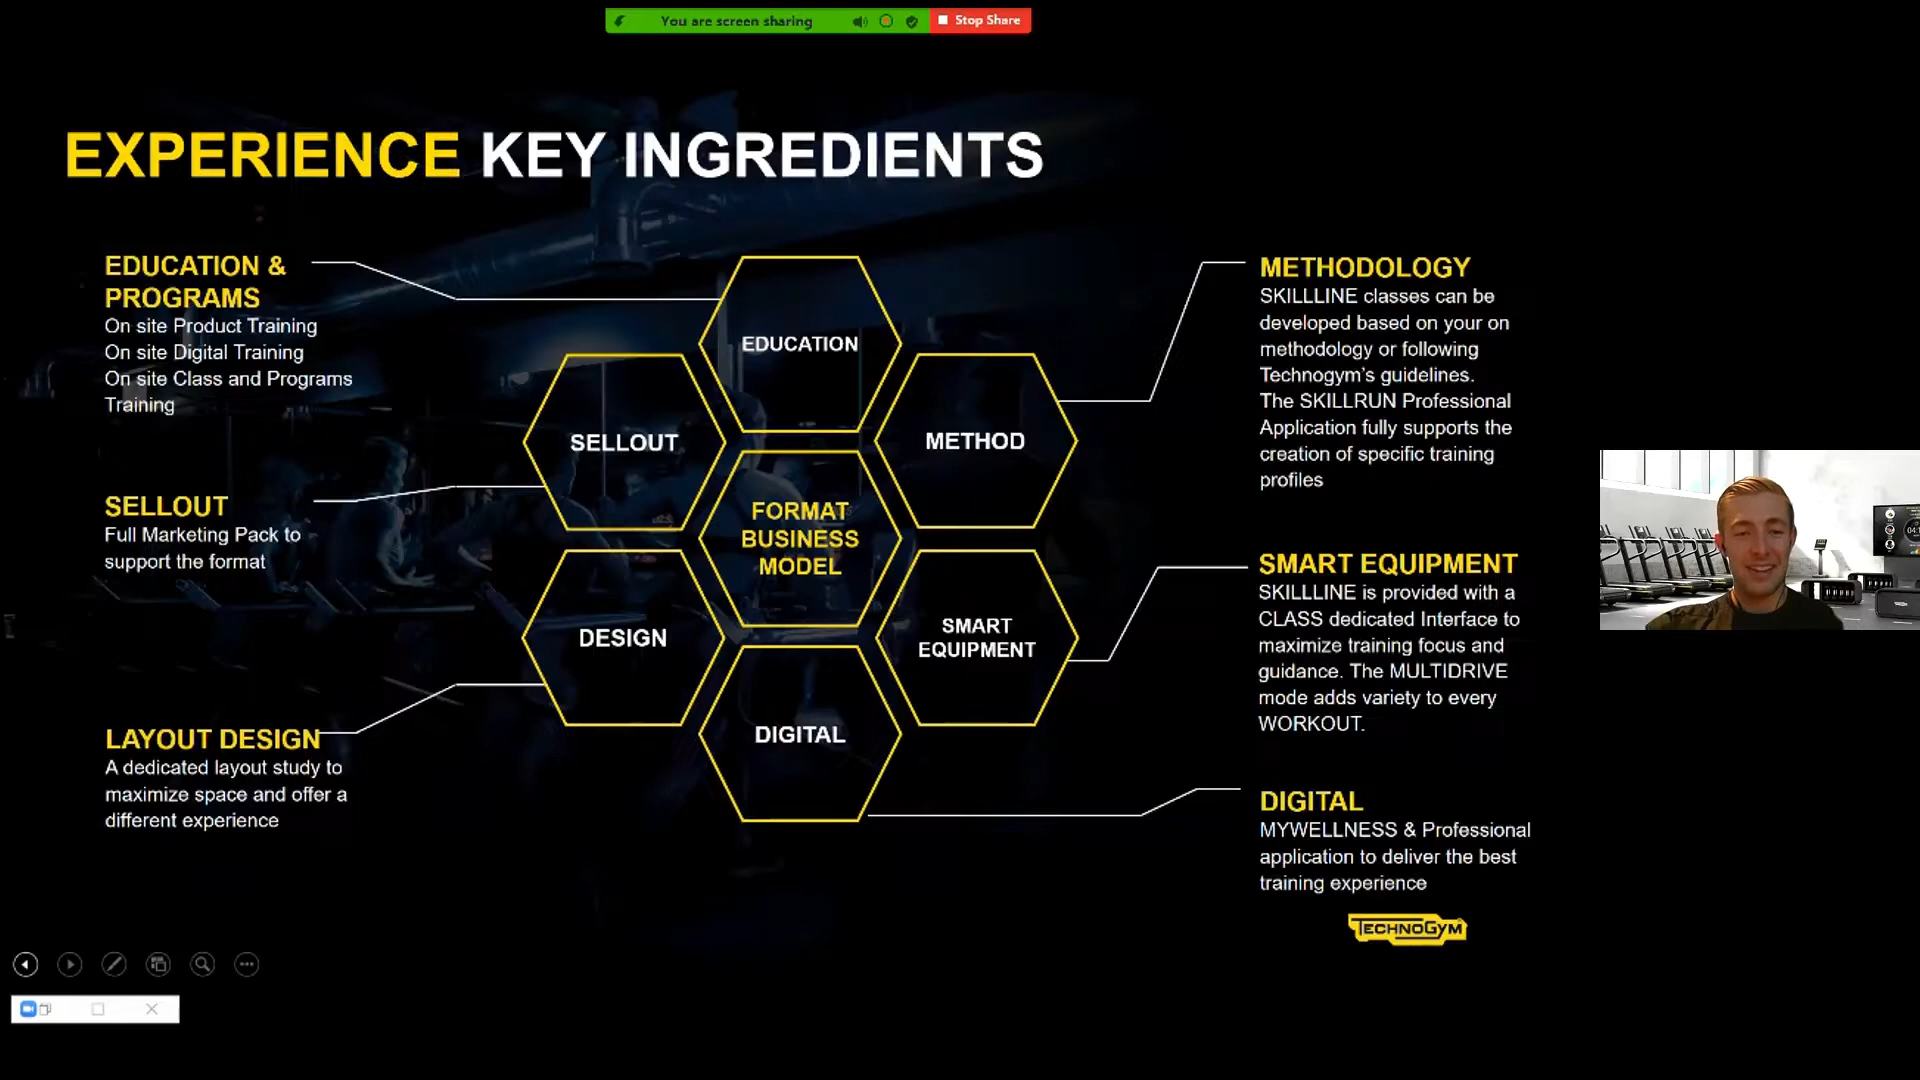 You are screen sharing
Stop Share
EXPERIENCE KEY INGREDIENTS
EDUCATION &
PROGRAMS
On site Product Training
On site Digital Training
On site Class and Programs
Training
SELLOUT
Full Marketing Pack to
support the format
LAYOUT DESIGN
A dedicated layout study to
maximize space and offer a
different experience
EDUCATION
SELLOUT
METHOD
FORMAT
BUSINESS
MODEL
DESIGN
SMART
EQUIPMENT
DIGITAL
METHODOLOGY
SKILLLINE classes can be
developed based on your on
methodology or following
Technogym’s guidelines.
The SKILLRUN Professional
Application fully supports the
creation of specific training
profiles
SMART EQUIPMENT
SKILLLINE is provided with a
CLASS dedicated Interface to
maximize training focus and
guidance. The MULTIDRIVE
mode adds variety to every
WORKOUT.
DIGITAL
MYWELLNESS & Professional
application to deliver the best
training experience
TECHNOGYM